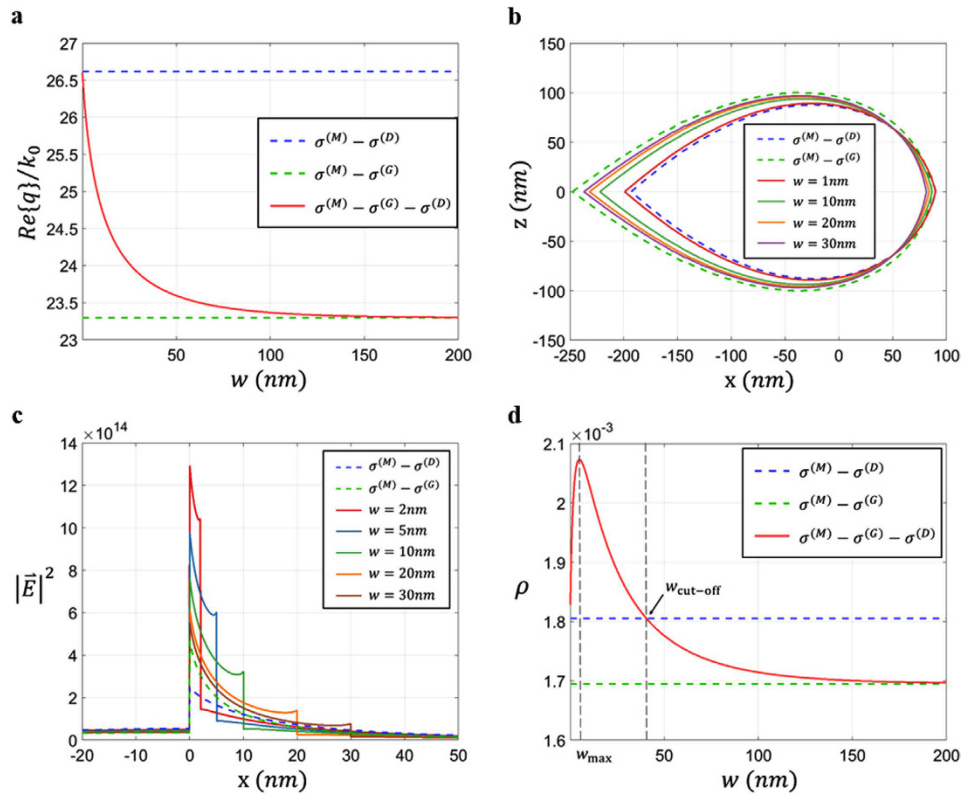 a
27
26.5
26
25.5
25
24.5
24
23.5
23
50
100
150
200
Re{q}/k₀
w (nm)
σ⁽ᴹ⁾ − σ⁽ᴰ⁾
σ⁽ᴹ⁾ − σ⁽ᴳ⁾
σ⁽ᴹ⁾ − σ⁽ᴳ⁾ − σ⁽ᴰ⁾
b
150
100
50
0
-50
-100
-150
-250
-200
-150
-100
-50
0
50
100
z (nm)
x (nm)
σ⁽ᴹ⁾ − σ⁽ᴰ⁾
σ⁽ᴹ⁾ − σ⁽ᴳ⁾
w = 1nm
w = 10nm
w = 20nm
w = 30nm
c
×10¹⁴
14
12
10
8
6
4
2
0
-20
-10
0
10
20
30
40
50
|E⃗|²
x (nm)
σ⁽ᴹ⁾ − σ⁽ᴰ⁾
σ⁽ᴹ⁾ − σ⁽ᴳ⁾
w = 2nm
w = 5nm
w = 10nm
w = 20nm
w = 30nm
d
×10⁻³
2.1
2
1.9
1.8
1.7
1.6
50
100
150
200
ρ
w (nm)
w_max
w_cut−off
σ⁽ᴹ⁾ − σ⁽ᴰ⁾
σ⁽ᴹ⁾ − σ⁽ᴳ⁾
σ⁽ᴹ⁾ − σ⁽ᴳ⁾ − σ⁽ᴰ⁾